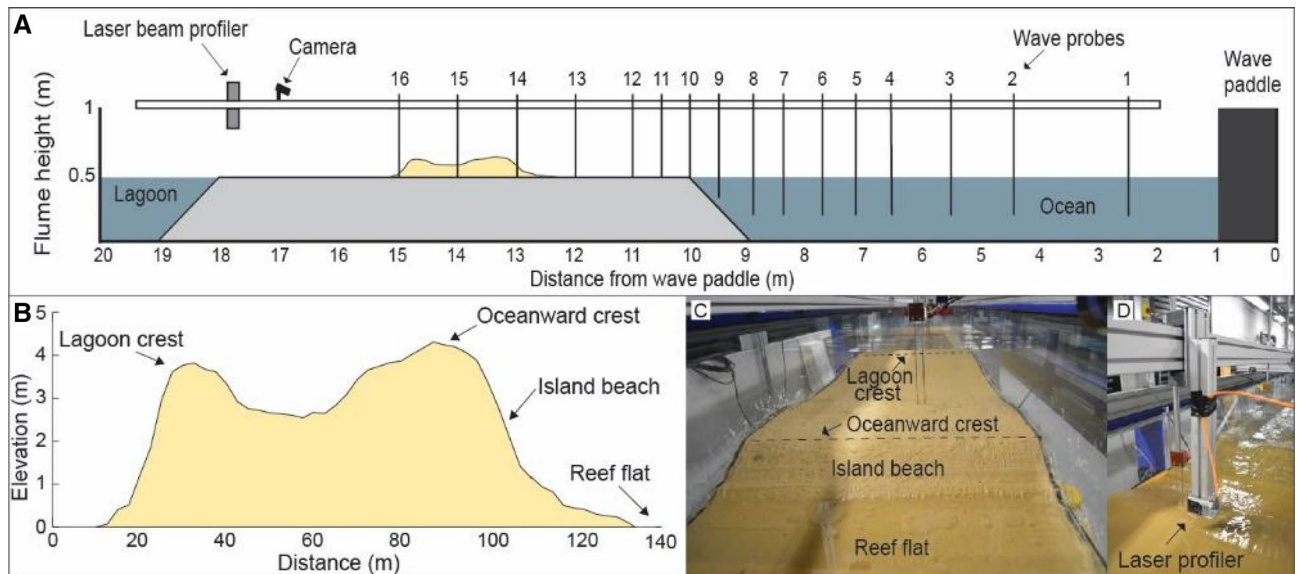 A
Laser beam profiler
Camera
Wave probes
Wave
paddle
16 15 14 13 12 11 10 9 8 7 6 5 4 3 2 1
Flume height (m)
1
0.5
Lagoon
Ocean
20 19 18 17 16 15 14 13 12 11 10 9 8 7 6 5 4 3 2 1 0
Distance from wave paddle (m)
B
Elevation (m)
5
4
3
2
1
0
Lagoon crest
Oceanward crest
Island beach
Reef flat
0 20 40 60 80 100 120 140
Distance (m)
C
Lagoon
crest
Oceanward crest
Island beach
Reef flat
D
Laser profiler